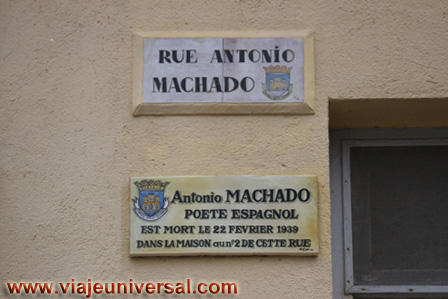 RUE ANTONIO
MACHADO
Antonio MACHADO
POETE ESPAGNOL
EST MORT LE 22 FEVRIER 1939
DANS LA MAISON au nº2 DE CETTE RUE
www.viajeuniversal.com